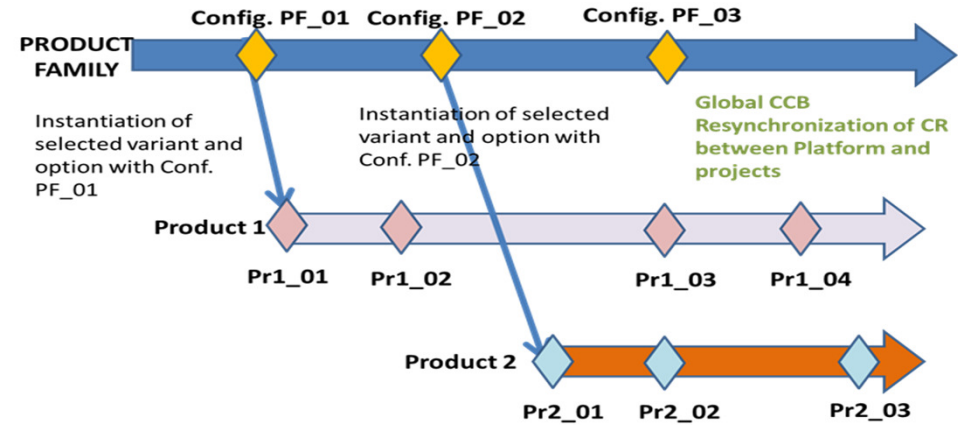 Config. PF_01
Config. PF_02
Config. PF_03
PRODUCT
FAMILY
Instantiation of
selected variant and
option with Conf.
PF_01
Instantiation of selected
variant and option with
Conf. PF_02
Global CCB
Resynchronization of CR
between Platform and
projects
Product 1
Pr1_01
Pr1_02
Pr1_03
Pr1_04
Product 2
Pr2_01
Pr2_02
Pr2_03